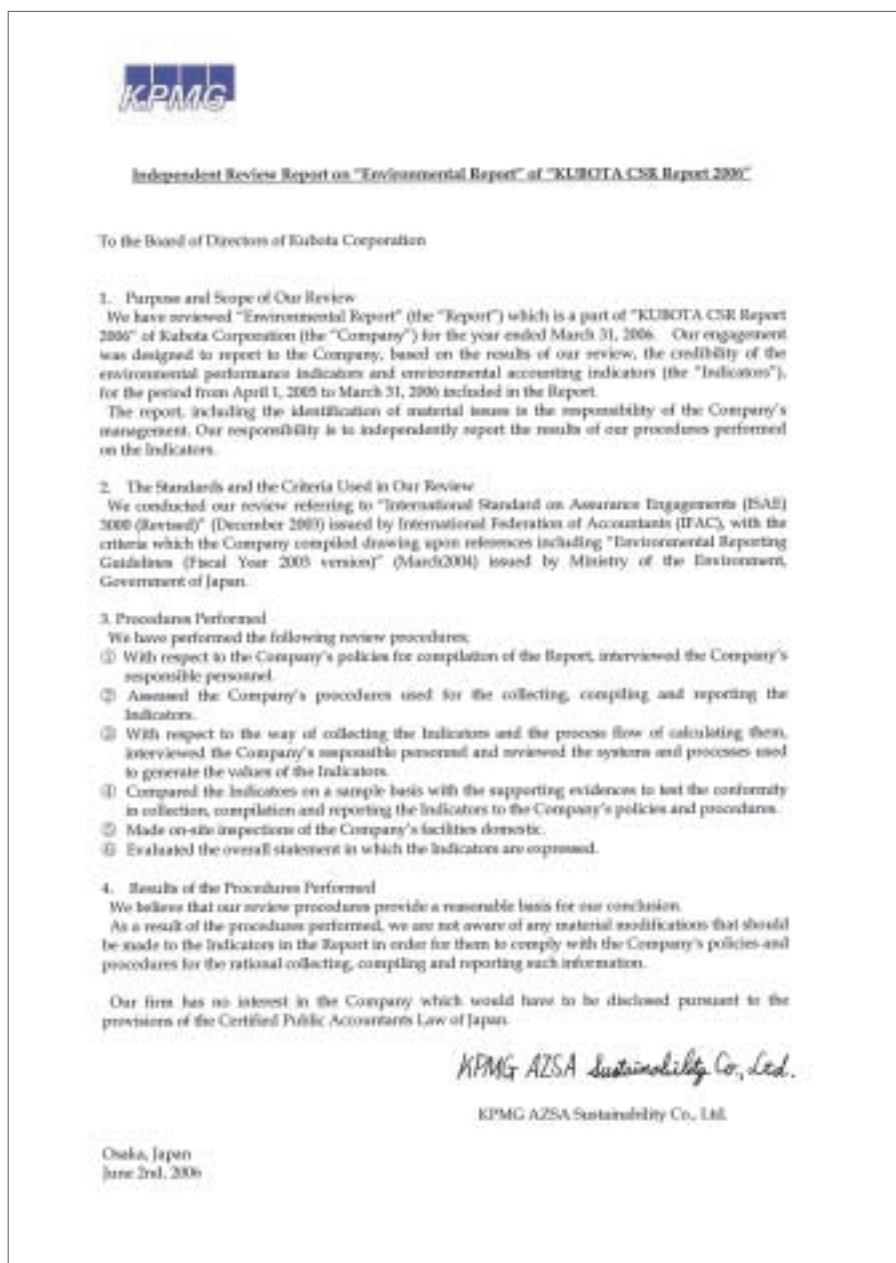 KPMG
Independent Review Report on "Environmental Report" of "KUBOTA CSR Report 2006"
To the Board of Directors of Kubota Corporation
1. Purpose and Scope of Our Review
We have reviewed "Environmental Report" (the "Report") which is a part of "KUBOTA CSR Report
2006" of Kubota Corporation (the "Company") for the year ended March 31, 2006. Our engagement
was designed to report to the Company, based on the results of our review, the credibility of the
environmental performance indicators and environmental accounting indicators (the "Indicators"),
for the period from April 1, 2005 to March 31, 2006 included in the Report.
The report, including the identification of material issues is the responsibility of the Company's
management. Our responsibility is to independently report the results of our procedures performed
on the Indicators.
2. The Standards and the Criteria Used in Our Review
We conducted our review referring to "International Standard on Assurance Engagements (ISAE)
3000 (Revised)" (December 2003) issued by International Federation of Accountants (IFAC), with the
criteria which the Company compiled drawing upon references including "Environmental Reporting
Guidelines (Fiscal Year 2003 version)" (March2004) issued by Ministry of the Environment,
Government of Japan.
3. Procedures Performed
We have performed the following review procedures;
① With respect to the Company's policies for compilation of the Report, interviewed the Company's
responsible personnel.
② Assessed the Company's procedures used for the collecting, compiling and reporting the
Indicators.
③ With respect to the way of collecting the Indicators and the process flow of calculating them,
interviewed the Company's responsible personnel and reviewed the systems and processes used
to generate the values of the Indicators.
④ Compared the Indicators on a sample basis with the supporting evidences to test the conformity
in collection, compilation and reporting the Indicators to the Company's policies and procedures.
⑤ Made on-site inspections of the Company's facilities domestic.
⑥ Evaluated the overall statement in which the Indicators are expressed.
4. Results of the Procedures Performed
We believe that our review procedures provide a reasonable basis for our conclusion.
As a result of the procedures performed, we are not aware of any material modifications that should
be made to the Indicators in the Report in order for them to comply with the Company's policies and
procedures for the rational collecting, compiling and reporting such information.
Our firm has no interest in the Company which would have to be disclosed pursuant to the
provisions of the Certified Public Accountants Law of Japan.
KPMG AZSA Sustainability Co., Ltd.
KPMG AZSA Sustainability Co., Ltd.
Osaka, Japan
June 2nd, 2006